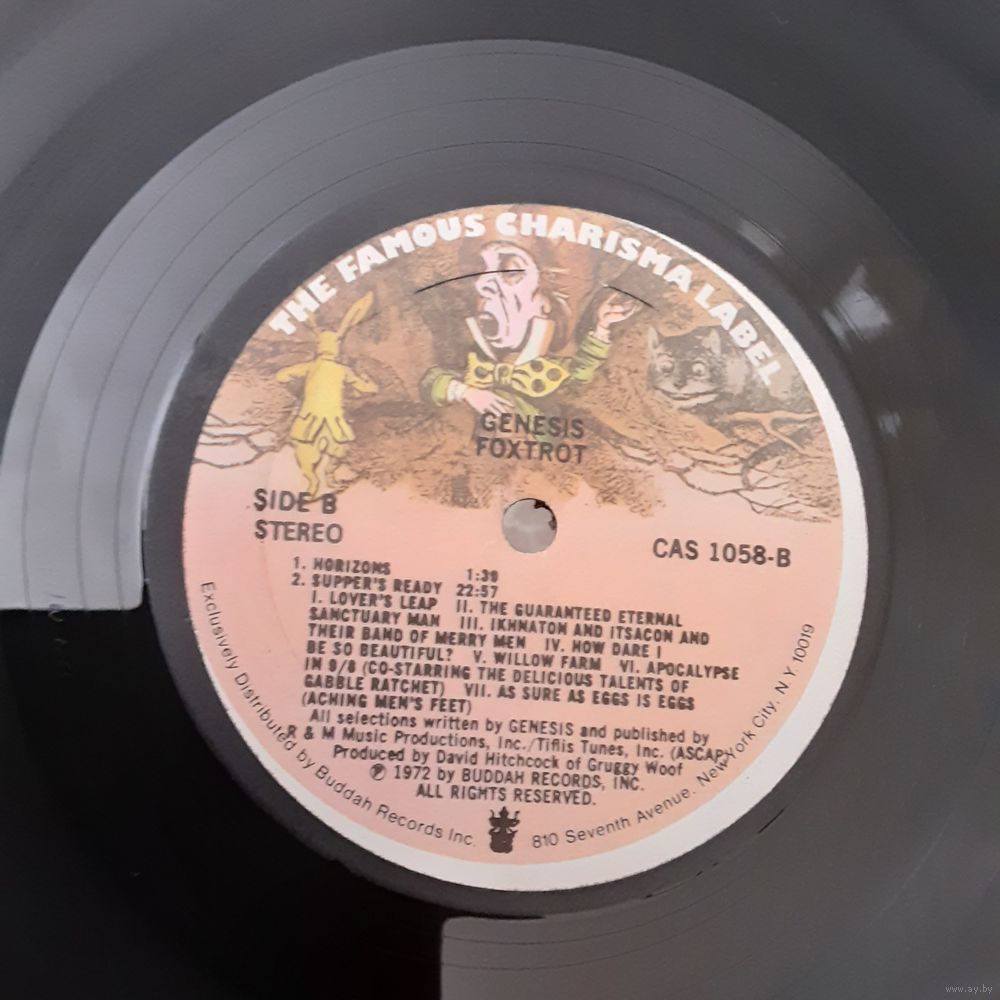 THE FAMOUS CHARISMA LABEL
GENESIS
FOXTROT
SIDE B
STEREO
CAS 1058-B
1. HORIZONS 1:39
2. SUPPER'S READY 22:57
I. LOVER'S LEAP II. THE GUARANTEED ETERNAL
SANCTUARY MAN III. IKHNATON AND ITSACON AND
THEIR BAND OF MERRY MEN IV. HOW DARE I
BE SO BEAUTIFUL? V. WILLOW FARM VI. APOCALYPSE
IN 9/8 (CO-STARRING THE DELICIOUS TALENTS OF
GABBLE RATCHET) VII. AS SURE AS EGGS IS EGGS
(ACHING MEN'S FEET)
All selections written by GENESIS and published by
R & M Music Productions, Inc./Tiflis Tunes, Inc. (ASCAP)
Produced by David Hitchcock of Gruggy Woof
℗ 1972 by BUDDAH RECORDS, INC.
ALL RIGHTS RESERVED.
Exclusively Distributed by Buddah Records Inc. 810 Seventh Avenue, New York City, N.Y. 10019
www.ay.by